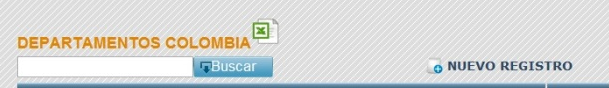 DEPARTAMENTOS COLOMBIA
Buscar
NUEVO REGISTRO